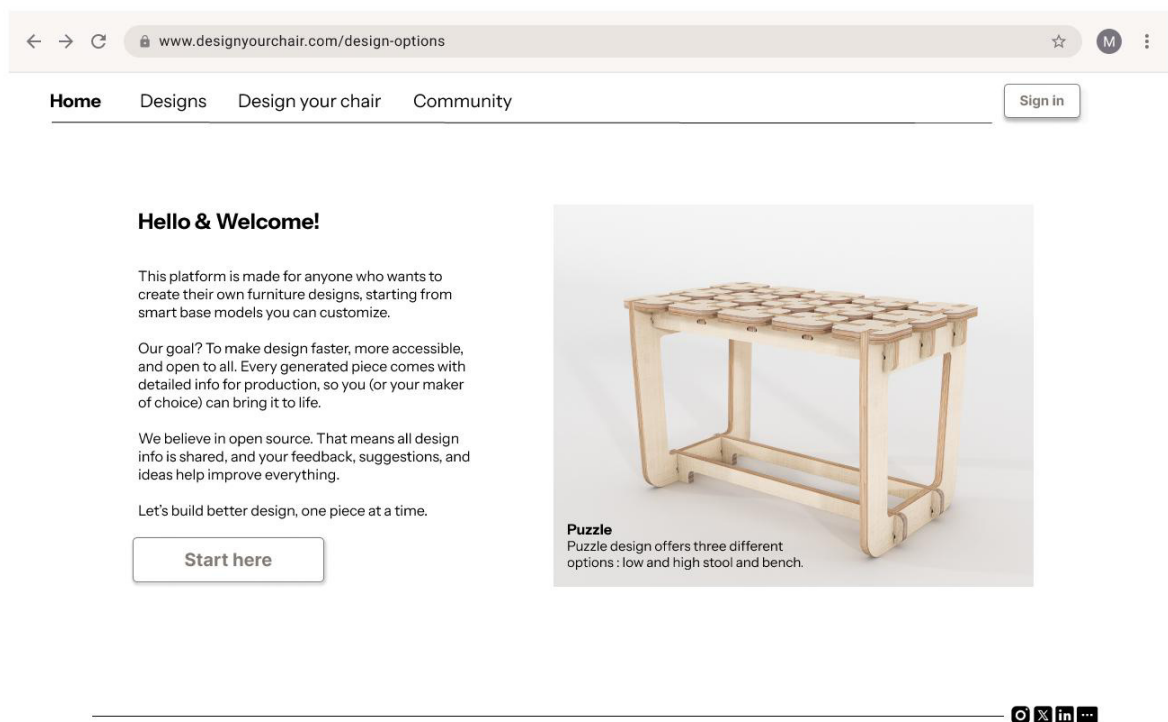 www.designyourchair.com/design-options
M
Home Designs Design your chair Community
Sign in
Hello & Welcome!
This platform is made for anyone who wants to
create their own furniture designs, starting from
smart base models you can customize.
Our goal? To make design faster, more accessible,
and open to all. Every generated piece comes with
detailed info for production, so you (or your maker
of choice) can bring it to life.
We believe in open source. That means all design
info is shared, and your feedback, suggestions, and
ideas help improve everything.
Let's build better design, one piece at a time.
Start here
Puzzle
Puzzle design offers three different
options : low and high stool and bench.
X in